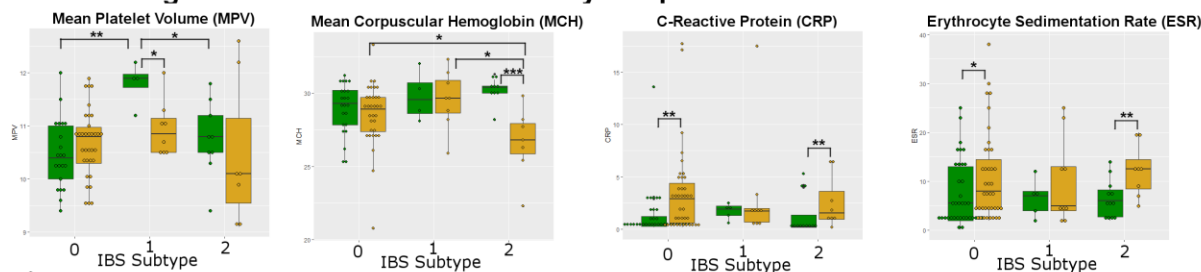 Mean Platelet Volume (MPV)
**
*
*
MPV
12
11
10
9
0 1 2
IBS Subtype
Mean Corpuscular Hemoglobin (MCH)
*
*
***
MCH
30
25
20
0 1 2
IBS Subtype
C-Reactive Protein (CRP)
**
**
CRP
15
10
5
0
0 1 2
IBS Subtype
Erythrocyte Sedimentation Rate (ESR)
*
**
ESR
40
30
20
10
0
0 1 2
IBS Subtype